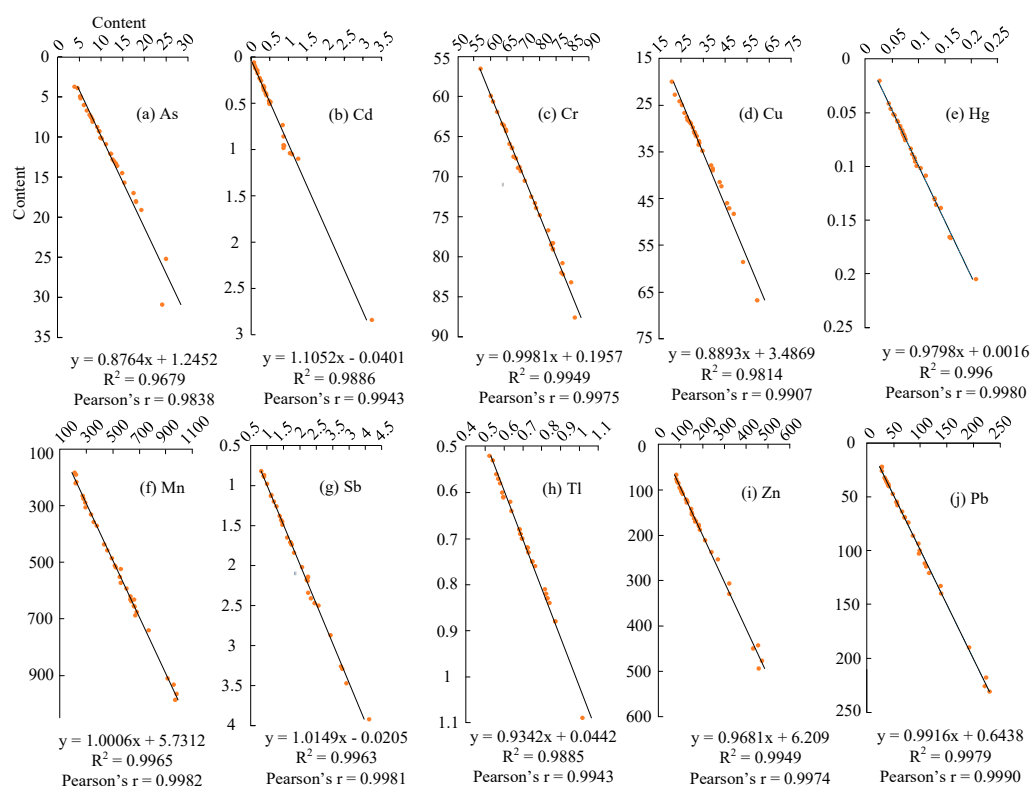 Content
0 5 10 15 20 25 30
0 0.5 1 1.5 2 2.5 3 3.5
50 55 60 65 70 75 80 85 90
15 25 35 45 55 65 75
0 0.05 0.1 0.15 0.2 0.25
Content
0
5
10
15
20
25
30
35
(a) As
0
0.5
1
1.5
2
2.5
3
(b) Cd
55
60
65
70
75
80
85
90
(c) Cr
15
25
35
45
55
65
75
(d) Cu
0
0.05
0.1
0.15
0.2
0.25
(e) Hg
y = 0.8764x + 1.2452
R² = 0.9679
Pearson's r = 0.9838
y = 1.1052x - 0.0401
R² = 0.9886
Pearson's r = 0.9943
y = 0.9981x + 0.1957
R² = 0.9949
Pearson's r = 0.9975
y = 0.8893x + 3.4869
R² = 0.9814
Pearson's r = 0.9907
y = 0.9798x + 0.0016
R² = 0.996
Pearson's r = 0.9980
100 300 500 700 900 1100
0.5 1.5 2.5 3.5 4.5
0.4 0.5 0.6 0.7 0.8 0.9 1 1.1
0 100 200 300 400 500 600
0 50 100 150 200 250
100
300
500
700
900
(f) Mn
0.5
1
1.5
2
2.5
3
3.5
4
(g) Sb
0.5
0.6
0.7
0.8
0.9
1
1.1
(h) Tl
0
100
200
300
400
500
600
(i) Zn
0
50
100
150
200
250
(j) Pb
y = 1.0006x + 5.7312
R² = 0.9965
Pearson's r = 0.9982
y = 1.0149x - 0.0205
R² = 0.9963
Pearson's r = 0.9981
y = 0.9342x + 0.0442
R² = 0.9885
Pearson's r = 0.9943
y = 0.9681x + 6.209
R² = 0.9949
Pearson's r = 0.9974
y = 0.9916x + 0.6438
R² = 0.9979
Pearson's r = 0.9990